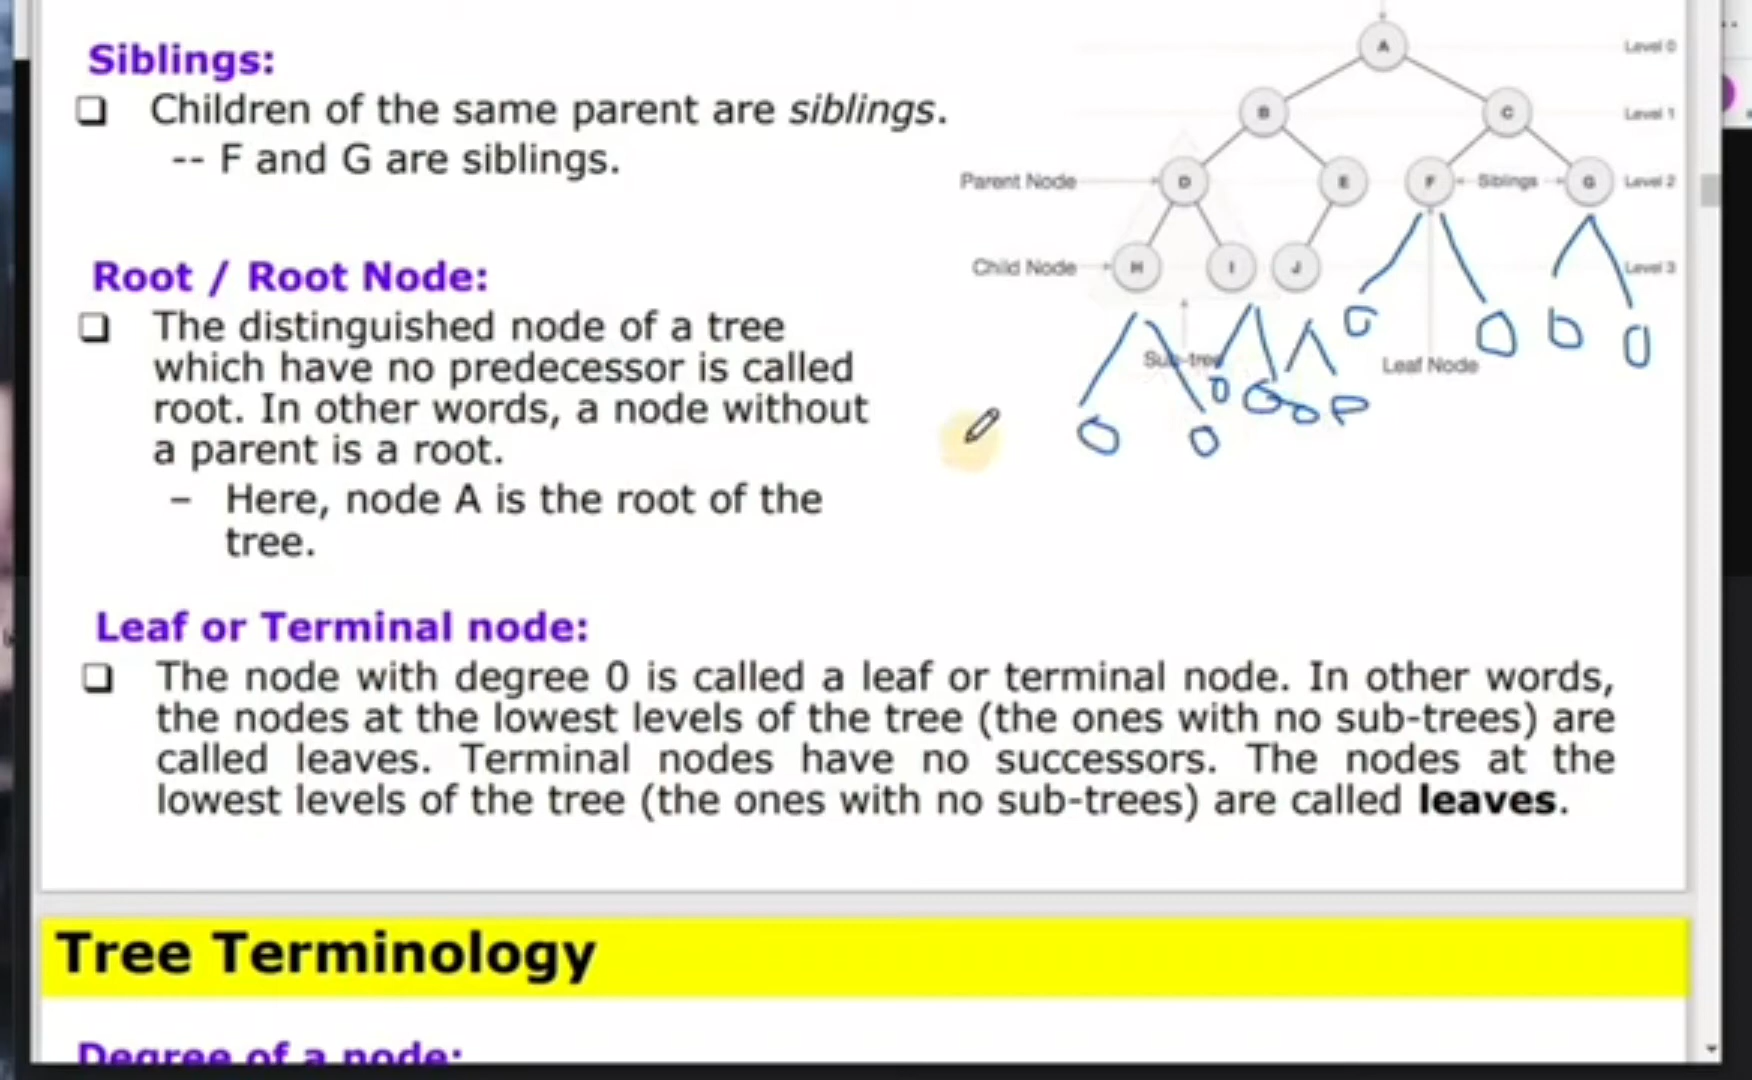 Siblings:
❑ Children of the same parent are siblings.
-- F and G are siblings.
Root / Root Node:
❑ The distinguished node of a tree
which have no predecessor is called
root. In other words, a node without
a parent is a root.
– Here, node A is the root of the
tree.
A
Level 0
B
C
Level 1
Parent Node
D
E
F
Siblings
G
Level 2
Child Node
H
I
J
Level 3
Sub-tree
Leaf Node
Leaf or Terminal node:
❑ The node with degree 0 is called a leaf or terminal node. In other words,
the nodes at the lowest levels of the tree (the ones with no sub-trees) are
called leaves. Terminal nodes have no successors. The nodes at the
lowest levels of the tree (the ones with no sub-trees) are called leaves.
Tree Terminology
Degree of a node: